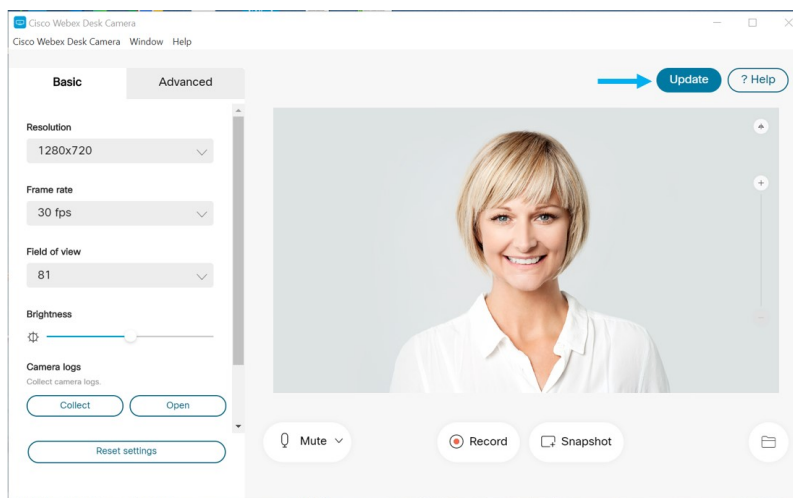 Cisco Webex Desk Camera
Cisco Webex Desk Camera Window Help
Basic Advanced
Update ? Help
Resolution
1280x720
Frame rate
30 fps
Field of view
81
Brightness
Camera logs
Collect camera logs.
Collect Open
Reset settings
Mute Record Snapshot